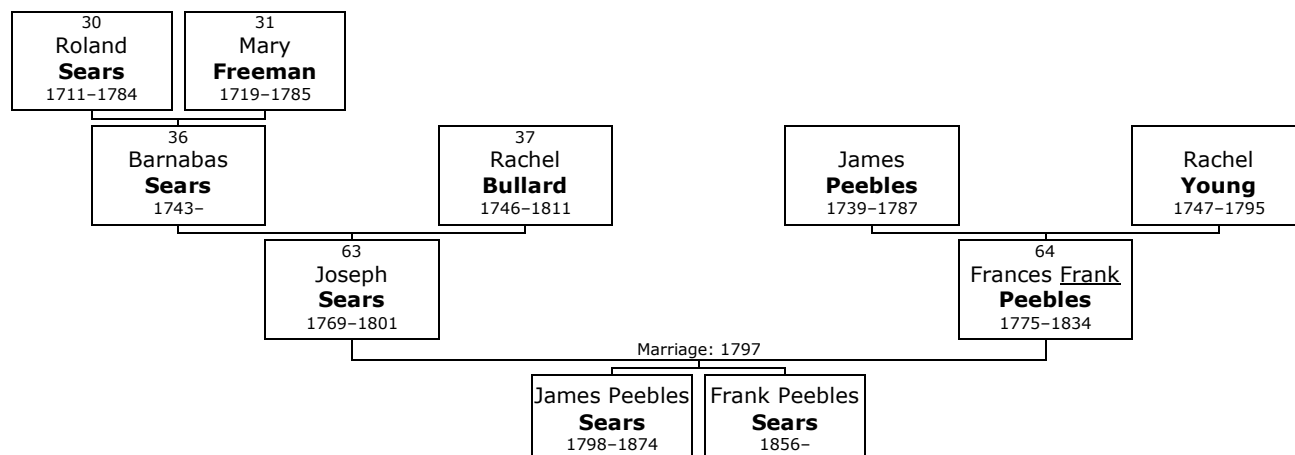 30
Roland
Sears
1711–1784
31
Mary
Freeman
1719–1785
36
Barnabas
Sears
1743–
37
Rachel
Bullard
1746–1811
James
Peebles
1739–1787
Rachel
Young
1747–1795
63
Joseph
Sears
1769–1801
64
Frances Frank
Peebles
1775–1834
Marriage: 1797
James Peebles
Sears
1798–1874
Frank Peebles
Sears
1856–